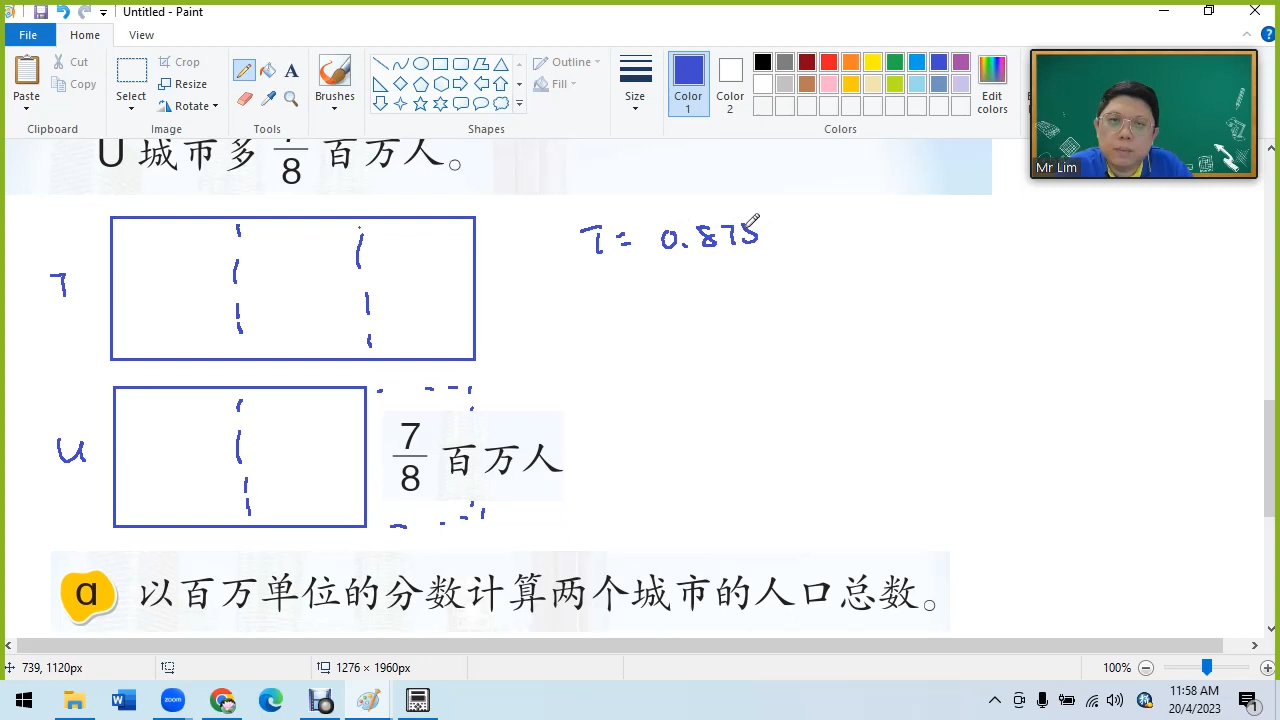 Untitled - Paint
File
Home
View
Paste
Cut
Copy
Clipboard
Select
Crop
Resize
Rotate
Image
Tools
Brushes
Shapes
Outline
Fill
Size
Color 1
Color 2
Edit colors
Colors
Mr Lim
U 城市多 7/8 百万人。
T
T = 0.875
U
7/8 百万人
a 以百万单位的分数计算两个城市的人口总数。
739, 1120px
1276 × 1960px
100%
zoom
11:58 AM
20/4/2023